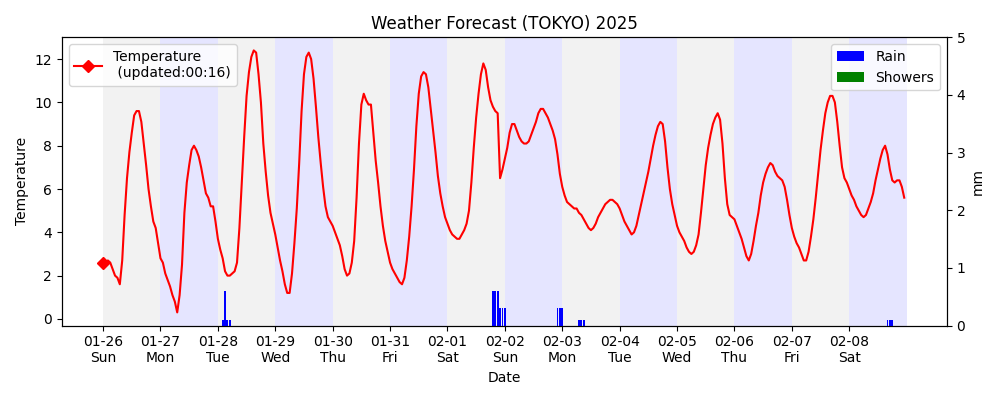 Weather Forecast (TOKYO) 2025
Temperature
(updated:00:16)
Rain
Showers
Temperature
12
10
8
6
4
2
0
5
4
3
2
1
0
mm
01-26 01-27 01-28 01-29 01-30 01-31 02-01 02-02 02-03 02-04 02-05 02-06 02-07 02-08
Sun Mon Tue Wed Thu Fri Sat Sun Mon Tue Wed Thu Fri Sat
Date